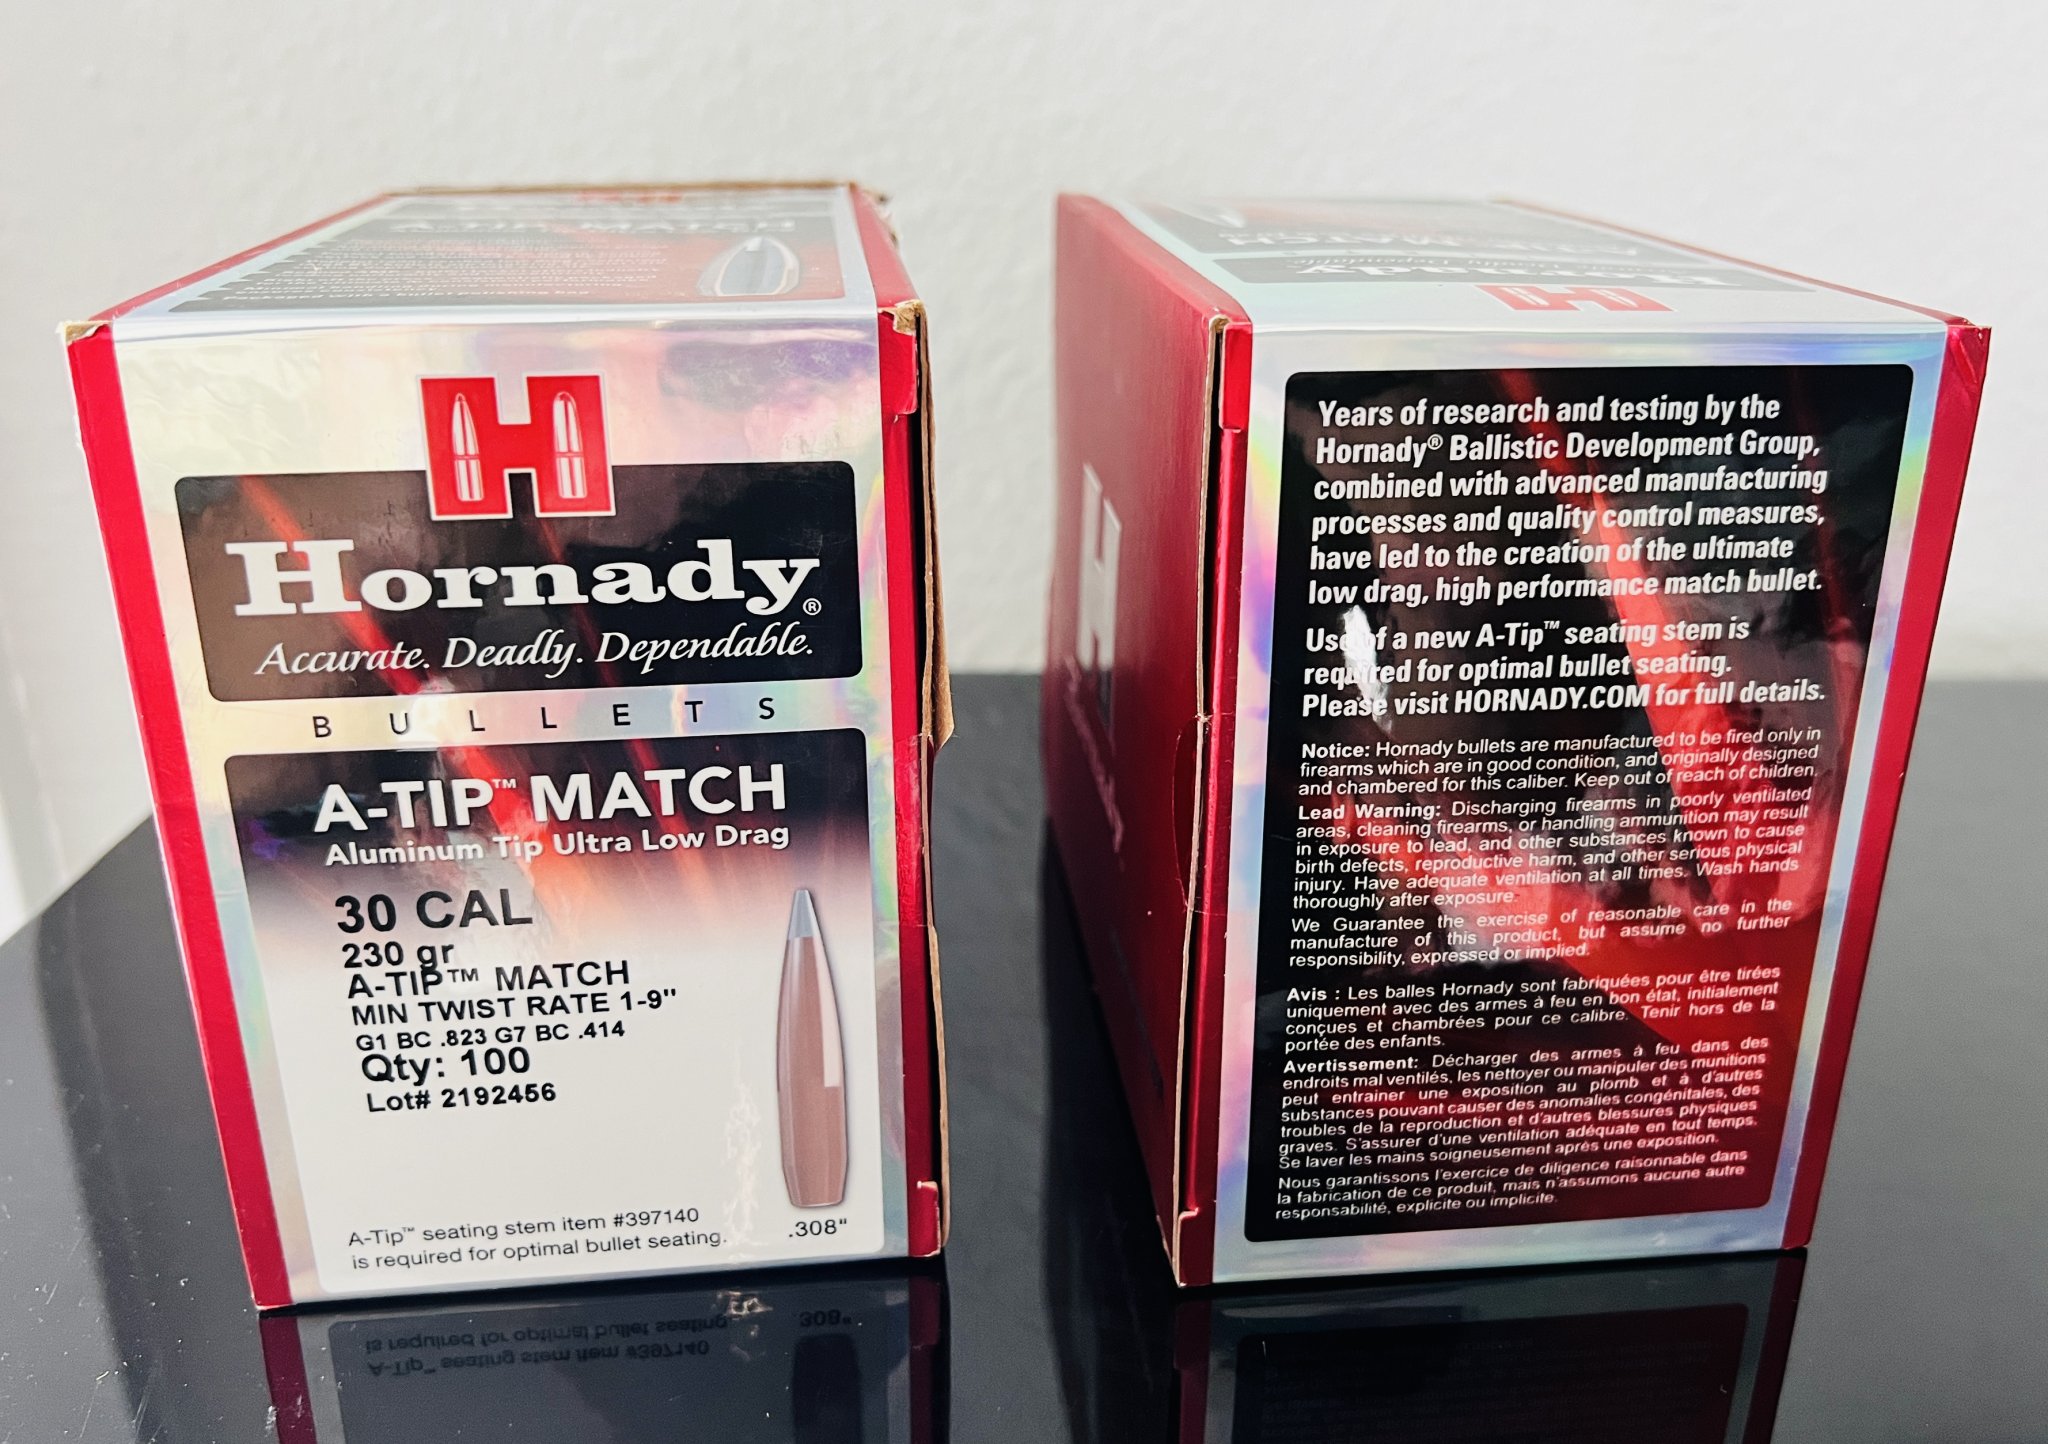 A-TIP MATCH
Hornady®
Accurate. Deadly. Dependable.
BULLETS
A-TIP™ MATCH
Aluminum Tip Ultra Low Drag
30 CAL
230 gr
A-TIP™ MATCH
MIN TWIST RATE 1-9"
G1 BC .823 G7 BC .414
Qty: 100
Lot# 2192456
A-Tip™ seating stem item #397140
is required for optimal bullet seating.
.308"
Hornady
Years of research and testing by the
Hornady® Ballistic Development Group,
combined with advanced manufacturing
processes and quality control measures,
have led to the creation of the ultimate
low drag, high performance match bullet.
Use of a new A-Tip™ seating stem is
required for optimal bullet seating.
Please visit HORNADY.COM for full details.
Notice: Hornady bullets are manufactured to be fired only in
firearms which are in good condition, and originally designed
and chambered for this caliber. Keep out of reach of children.
Lead Warning: Discharging firearms in poorly ventilated
areas, cleaning firearms, or handling ammunition may result
in exposure to lead, and other substances known to cause
birth defects, reproductive harm, and other serious physical
injury. Have adequate ventilation at all times. Wash hands
thoroughly after exposure.
We Guarantee the exercise of reasonable care in the
manufacture of this product, but assume no further
responsibility, expressed or implied.
Avis : Les balles Hornady sont fabriquées pour être tirées
uniquement avec des armes à feu en bon état, initialement
conçues et chambrées pour ce calibre. Tenir hors de la
portée des enfants.
Avertissement: Décharger des armes à feu dans des
endroits mal ventilés, les nettoyer ou manipuler des munitions
peut entrainer une exposition au plomb et à d'autres
substances pouvant causer des anomalies congénitales, des
troubles de la reproduction et d'autres blessures physiques
graves. S'assurer d'une ventilation adéquate en tout temps.
Se laver les mains soigneusement après une exposition.
Nous garantissons l'exercice de diligence raisonnable dans
la fabrication de ce produit, mais n'assumons aucune autre
responsabilité, explicite ou implicite.